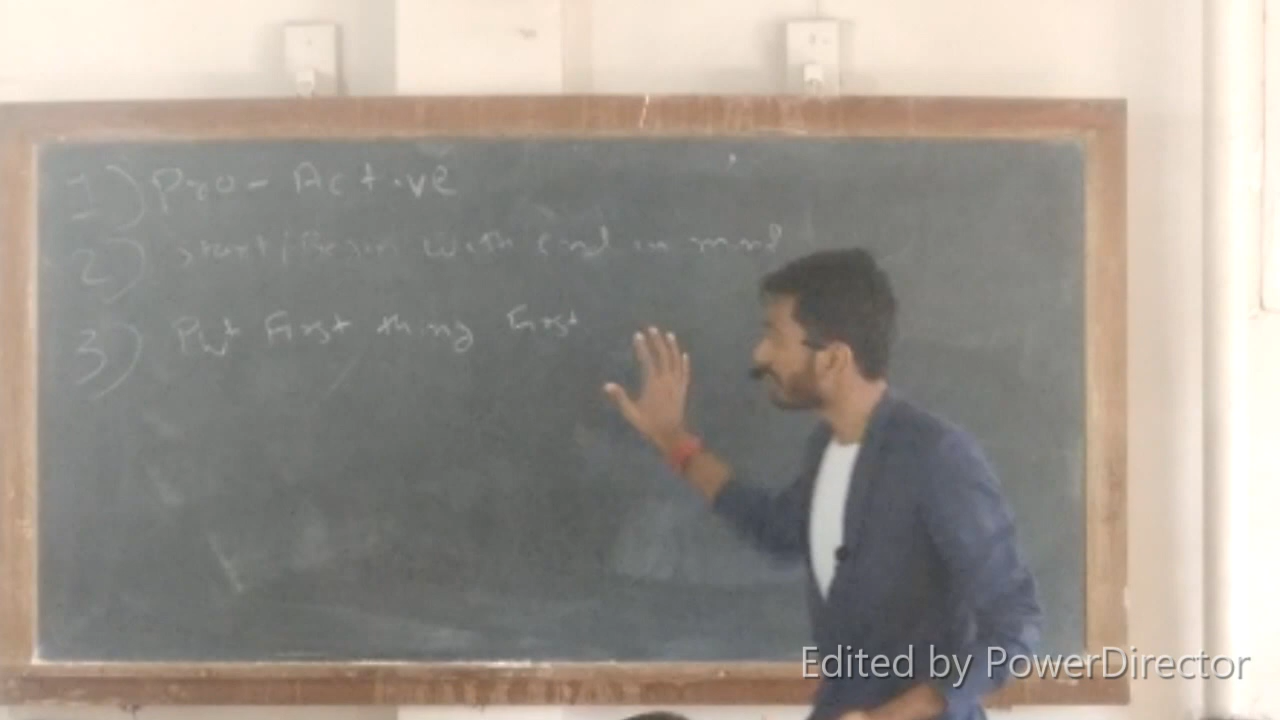 1) Pro-Active
2) start/Begin with End in mind
3) Put First thing First
Edited by PowerDirector